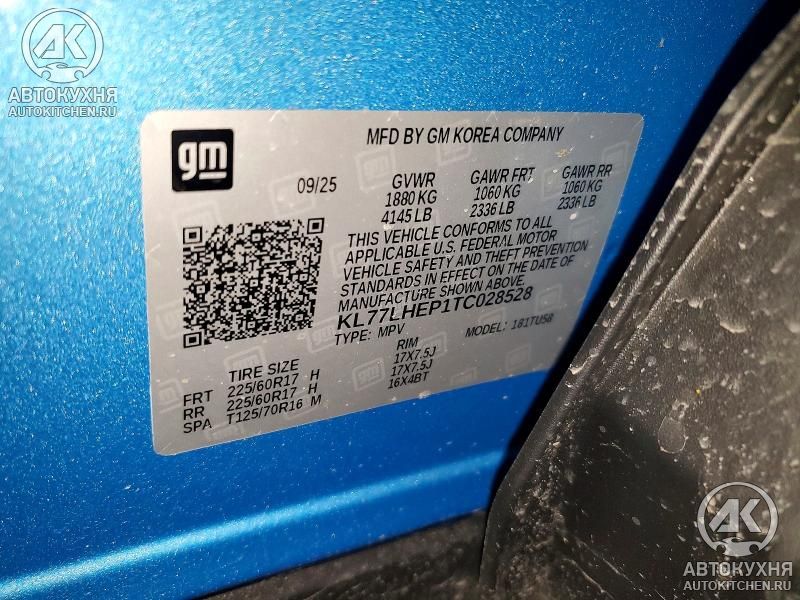 АК
АВТОКУХНЯ
AUTOKITCHEN.RU
gm
MFD BY GM KOREA COMPANY
09/25
GVWR GAWR FRT GAWR RR
1880 KG 1060 KG 1060 KG
4145 LB 2336 LB 2336 LB
THIS VEHICLE CONFORMS TO ALL
APPLICABLE U.S. FEDERAL MOTOR
VEHICLE SAFETY AND THEFT PREVENTION
STANDARDS IN EFFECT ON THE DATE OF
MANUFACTURE SHOWN ABOVE.
KL77LHEP1TC028528
TYPE: MPV MODEL: 181TU58
TIRE SIZE RIM
FRT 225/60R17 H 17X7.5J
RR 225/60R17 H 17X7.5J
SPA T125/70R16 M 16X4BT
АК
АВТОКУХНЯ
AUTOKITCHEN.RU